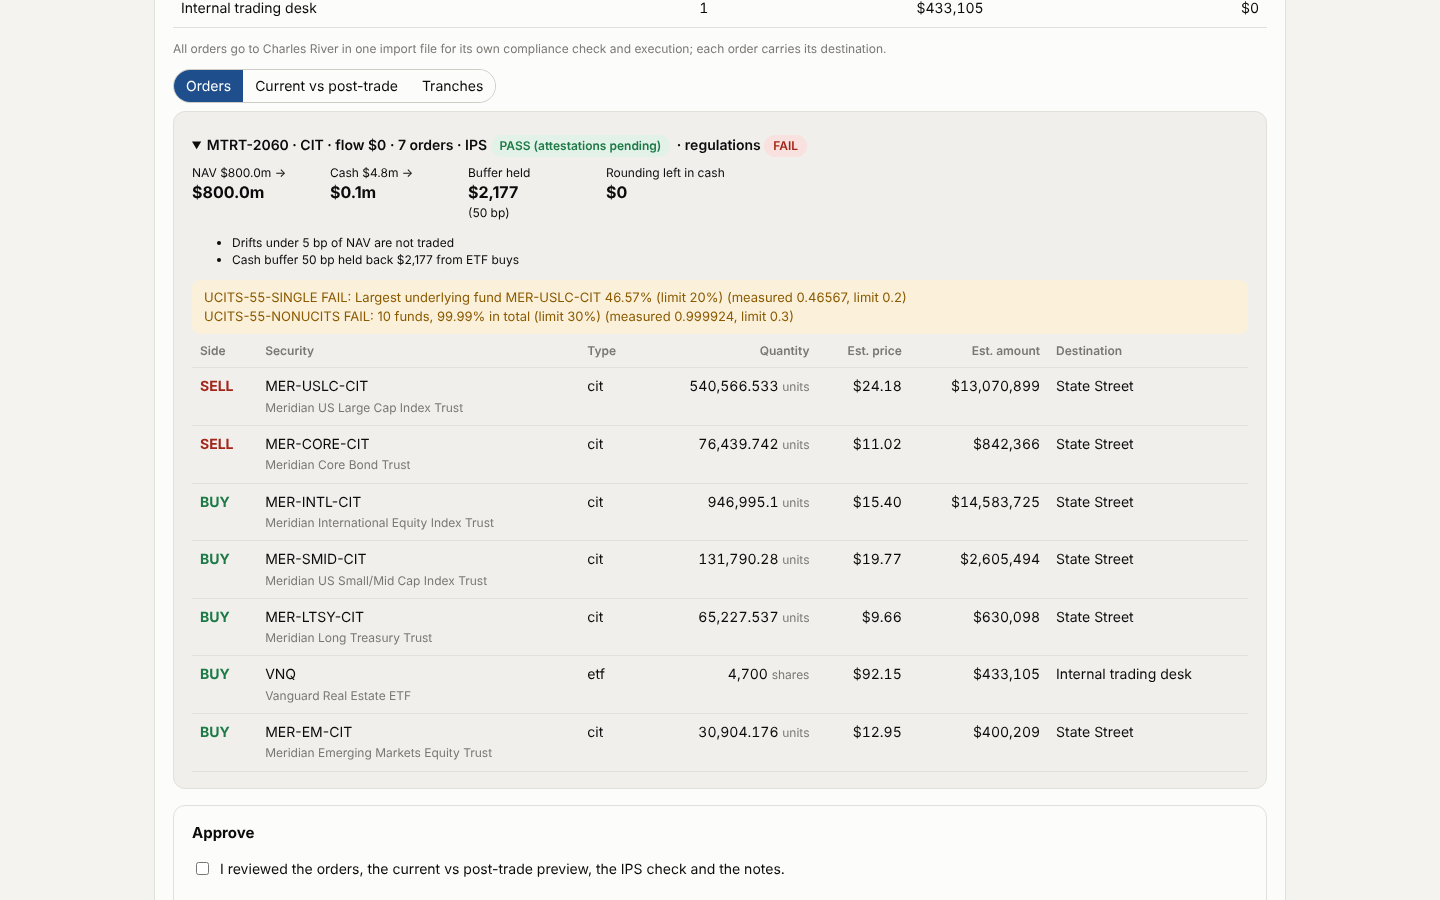 Internal trading desk 1 $433,105 $0
All orders go to Charles River in one import file for its own compliance check and execution; each order carries its destination.
Orders Current vs post-trade Tranches
▼ MTRT-2060 · CIT · flow $0 · 7 orders · IPS PASS (attestations pending) · regulations FAIL
NAV $800.0m → Cash $4.8m → Buffer held Rounding left in cash
$800.0m $0.1m $2,177 $0
(50 bp)
• Drifts under 5 bp of NAV are not traded
• Cash buffer 50 bp held back $2,177 from ETF buys
UCITS-55-SINGLE FAIL: Largest underlying fund MER-USLC-CIT 46.57% (limit 20%) (measured 0.46567, limit 0.2)
UCITS-55-NONUCITS FAIL: 10 funds, 99.99% in total (limit 30%) (measured 0.999924, limit 0.3)
Side Security Type Quantity Est. price Est. amount Destination
SELL MER-USLC-CIT cit 540,566.533 units $24.18 $13,070,899 State Street
Meridian US Large Cap Index Trust
SELL MER-CORE-CIT cit 76,439.742 units $11.02 $842,366 State Street
Meridian Core Bond Trust
BUY MER-INTL-CIT cit 946,995.1 units $15.40 $14,583,725 State Street
Meridian International Equity Index Trust
BUY MER-SMID-CIT cit 131,790.28 units $19.77 $2,605,494 State Street
Meridian US Small/Mid Cap Index Trust
BUY MER-LTSY-CIT cit 65,227.537 units $9.66 $630,098 State Street
Meridian Long Treasury Trust
BUY VNQ etf 4,700 shares $92.15 $433,105 Internal trading desk
Vanguard Real Estate ETF
BUY MER-EM-CIT cit 30,904.176 units $12.95 $400,209 State Street
Meridian Emerging Markets Equity Trust
Approve
I reviewed the orders, the current vs post-trade preview, the IPS check and the notes.